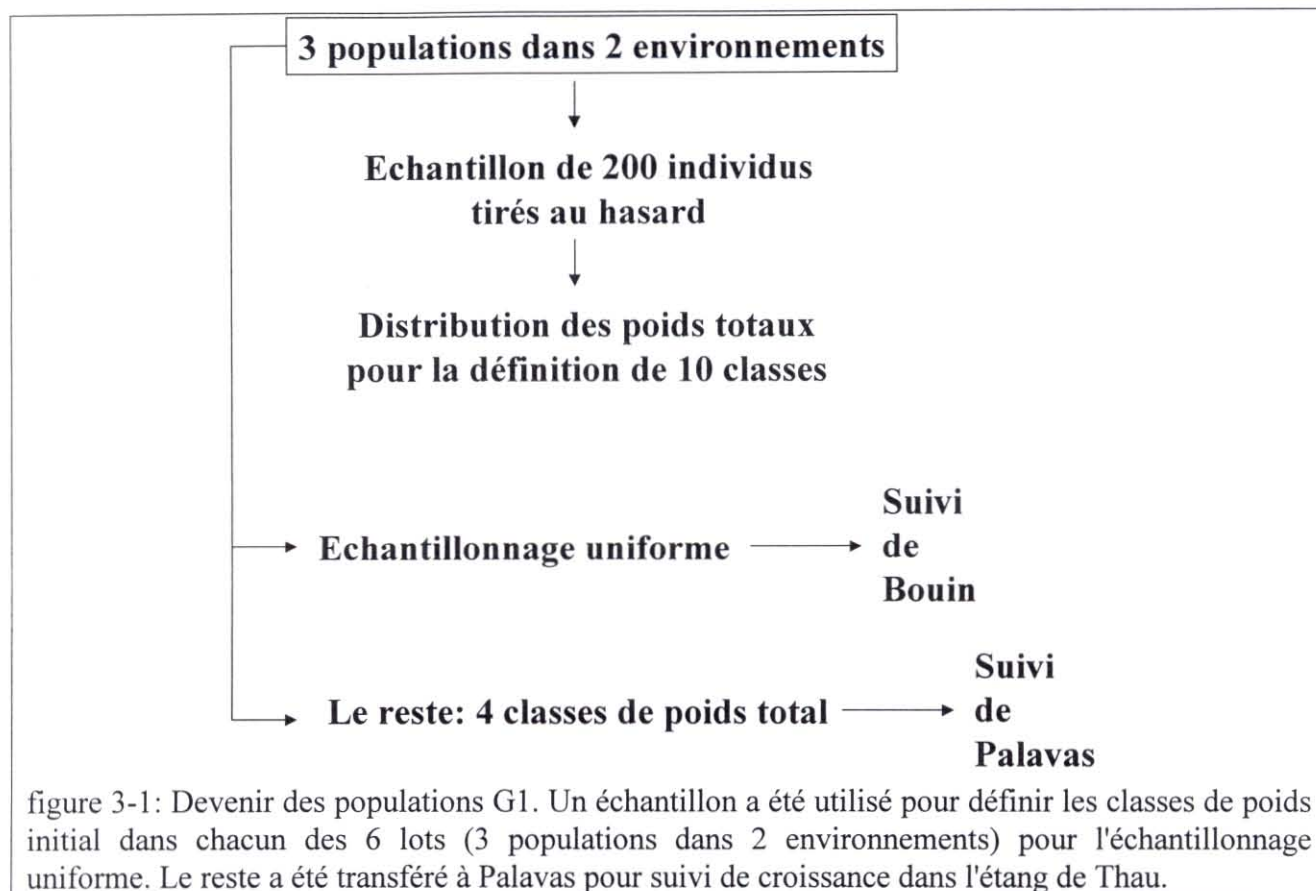 3 populations dans 2 environnements
Echantillon de 200 individus
tirés au hasard
Distribution des poids totaux
pour la définition de 10 classes
Echantillonnage uniforme
Suivi
de
Bouin
Le reste: 4 classes de poids total
Suivi
de
Palavas
figure 3-1: Devenir des populations G1. Un échantillon a été utilisé pour définir les classes de poids
initial dans chacun des 6 lots (3 populations dans 2 environnements) pour l'échantillonnage
uniforme. Le reste a été transféré à Palavas pour suivi de croissance dans l'étang de Thau.